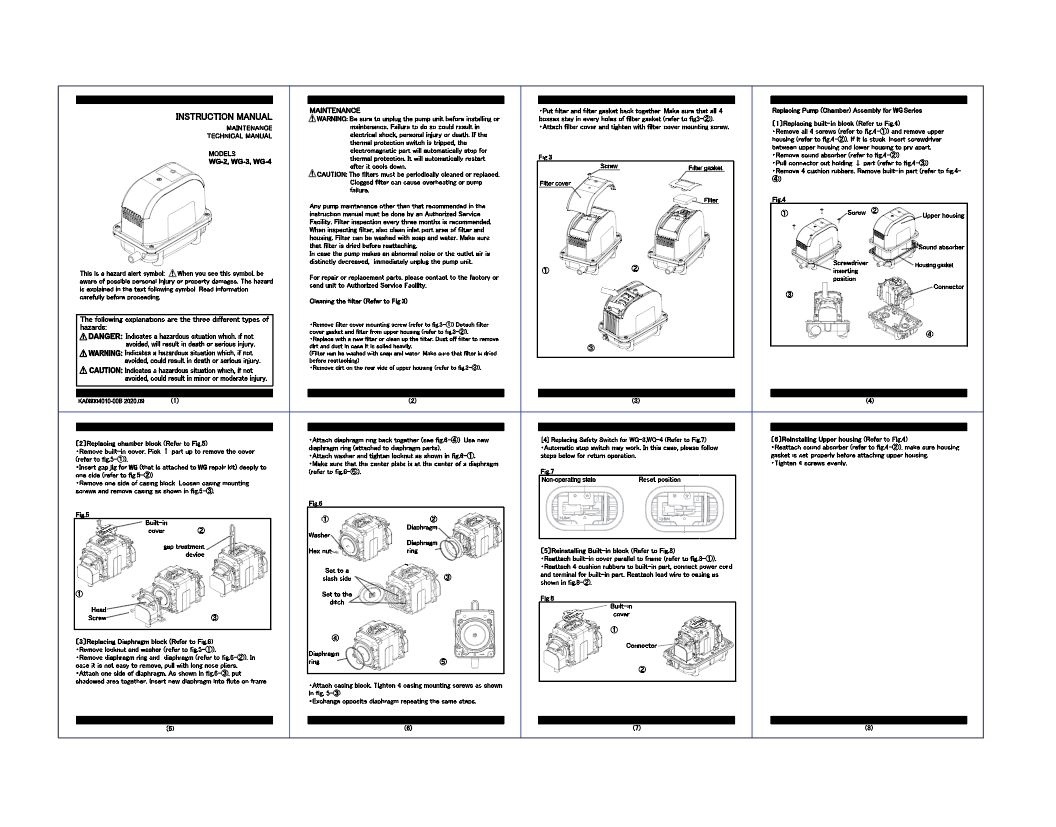 INSTRUCTION MANUAL
MAINTENANCE
TECHNICAL MANUAL
MODELS
WG-2, WG-3, WG-4
This is a hazard alert symbol: ⚠ When you see this symbol, be
aware of possible personal injury or property damages. The hazard
is explained in the text following symbol Read information
carefully before proceeding.
The following explanations are the three different types of
hazards:
⚠ DANGER: Indicates a hazardous situation which, if not
avoided, will result in death or serious injury.
⚠ WARNING: Indicates a hazardous situation which, if not
avoided, could result in death or serious injury.
⚠ CAUTION: Indicates a hazardous situation which, if not
avoided, could result in minor or moderate injury.
KA08004010-00B 2020.09
(1)
MAINTENANCE
⚠ WARNING: Be sure to unplug the pump unit before installing or
maintenance. Failure to do so could result in
electrical shock, personal injury or death. If the
thermal protection switch is tripped, the
electromagnetic part will automatically stop for
thermal protection. It will automatically restart
after it cools down.
⚠ CAUTION: The filters must be periodically cleaned or replaced.
Clogged filter can cause overheating or pump
failure.
Any pump maintenance other than that recommended in the
instruction manual must be done by an Authorized Service
Facility. Filter inspection every three months is recommended.
When inspecting filter, also clean inlet port area of filter and
housing. Filter can be washed with soap and water. Make sure
that filter is dried before reattaching.
In case the pump makes an abnormal noise or the outlet air is
distinctly decreased, immediately unplug the pump unit.
For repair or replacement parts, please contact to the factory or
send unit to Authorized Service Facility.
Cleaning the filter (Refer to Fig 3)
・Remove filter cover mounting screw (refer to fig.3-①) Detach filter
cover gasket and filter from upper housing (refer to fig.3-②).
・Replace with a new filter or clean up the filter. Dust off filter to remove
dirt and dust in case it is soiled heavily.
(Filter can be washed with soap and water Make sure that filter is dried
before reattaching)
・Remove dirt on the rear side of upper housing (refer to fig.2-③).
(2)
・Put filter and filter gasket back together Make sure that all 4
bosses stay in every holes of filter gasket (refer to fig3-②)).
・Attach filter cover and tighten with filter cover mounting screw.
Fig 3
Screw
Filter gasket
Filter cover
Filter
①
②
③
(3)
Replacing Pump (Chamber) Assembly for WG Series
[1]Replacing built-in block (Refer to Fig.4)
・Remove all 4 screws (refer to fig.4-①) and remove upper
housing (refer to fig.4-②). If it is stuck insert screwdriver
between upper housing and lower housing to pry apart.
・Remove sound absorber (refer to fig.4-②)
・Pull connector out holding ↓ part (refer to fig.4-③)
・Remove 4 cushion rubbers. Remove built-in part (refer to fig.4-
④)
Fig.4
①
Screw
②
Upper housing
Sound absorber
Screwdriver
inserting
position
Housing gasket
③
Connector
④
(4)
[2]Replacing chamber block (Refer to Fig.5)
・Remove built-in cover. Pick ↑ part up to remove the cover
(refer to fig.5-①).
・Insert gap jig for WG (that is attached to WG repair kit) deeply to
one side (refer to fig 5-②)
・Remove one side of casing block Loosen casing mounting
screws and remove casing as shown in fig.5-③.
Fig.5
Built-in
cover
②
gap treatment
device
①
Head
Screw
③
[3]Replacing Diaphragm block (Refer to Fig.6)
・Remove locknut and washer (refer to fig.5-①).
・Remove diaphragm ring and diaphragm (refer to fig.6-②). In
case it is not easy to remove, pull with long nose pliers.
・Attach one side of diaphragm. As shown in fig.6-③, put
shadowed area together. Insert new diaphragm into flute on frame
(5)
・Attach diaphragm ring back together (see fig.6-④) Use new
diaphragm ring (attached to diaphragm parts).
・Attach washer and tighten locknut as shown in fig.6-①.
・Make sure that the center plate is at the center of a diaphragm
(refer to fig.6-⑤).
Fig.6
①
②
Diaphragm
Washer
Diaphragm
ring
Hex nut
Set to a
slash side
③
Set to the
ditch
④
Diaphragm
ring
⑤
・Attach casing block. Tighten 4 casing mounting screws as shown
in fig. 5-③
・Exchange opposite diaphragm repeating the same steps.
(6)
[4] Replacing Safety Switch for WG-3,WG-4 (Refer to Fig.7)
・Automatic stop switch may work. In this case, please follow
steps below for return operation.
Fig.7
Non-operating state
Reset position
[5]Reinstalling Built-in block (Refer to Fig.8)
・Reattach built-in cover parallel to frame (refer to fig.8-①).
・Reattach 4 cushion rubbers to built-in part, connect power cord
and terminal for built-in part. Reattach lead wire to casing as
shown in fig.8-②.
Fig 8
Built-in
cover
①
Connector
②
(7)
[6]Reinstalling Upper housing (Refer to Fig.4)
・Reattach sound absorber (refer to fig.4-②), make sure housing
gasket is set properly before attaching upper housing.
・Tighten 4 screws evenly.
(8)